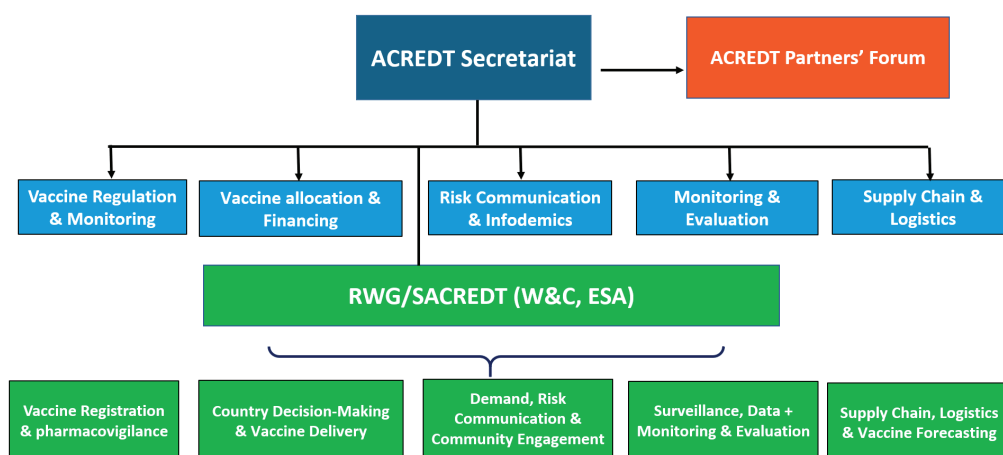 ACREDT Secretariat
ACREDT Partners’ Forum
Vaccine Regulation
& Monitoring
Vaccine allocation &
Financing
Risk Communication
& Infodemics
Monitoring &
Evaluation
Supply Chain &
Logistics
RWG/SACREDT (W&C, ESA)
Vaccine Registration
& pharmacovigilance
Country Decision-Making
& Vaccine Delivery
Demand, Risk
Communication &
Community Engagement
Surveillance, Data +
Monitoring & Evaluation
Supply Chain, Logistics
& Vaccine Forecasting